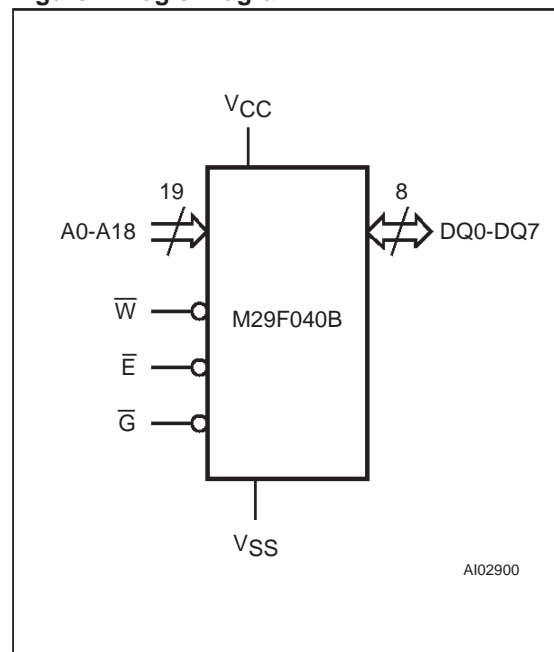 VCC
19
8
A0-A18
DQ0-DQ7
W̅
M29F040B
E̅
G̅
VSS
AI02900